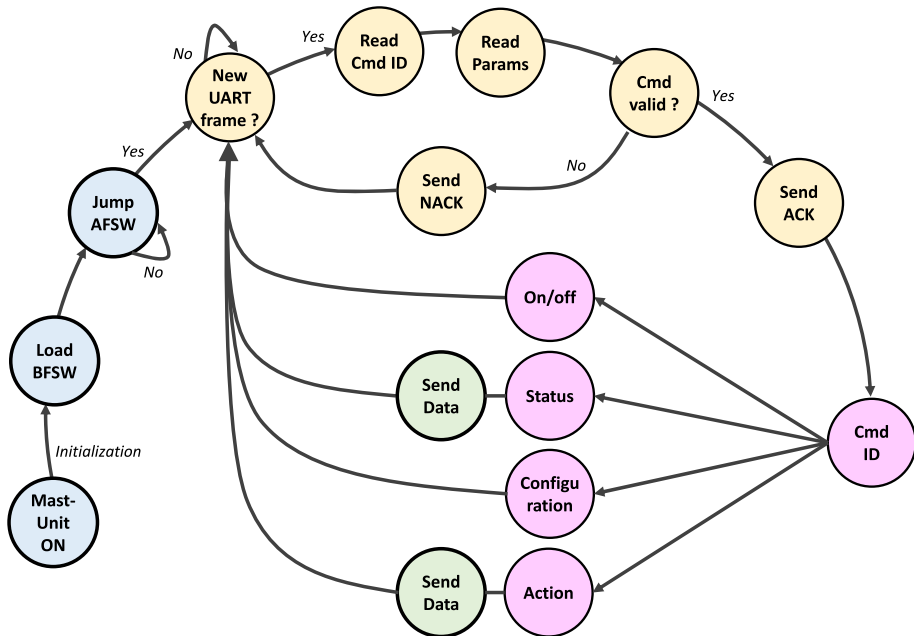 No
New
UART
frame ?
Yes
Read
Cmd ID
Read
Params
Cmd
valid ?
Yes
No
Send
NACK
Send
ACK
Yes
Jump
AFSW
No
Load
BFSW
Initialization
Mast-
Unit
ON
On/off
Send
Data
Status
Cmd
ID
Configu
ration
Send
Data
Action